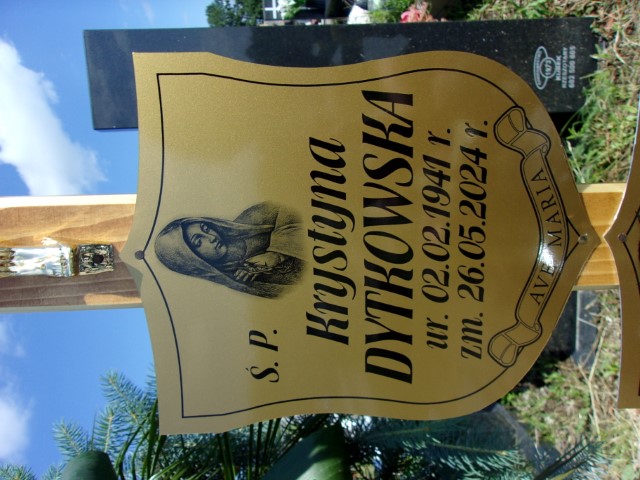 Ś. P.
Krystyna
DYTKOWSKA
ur. 02.02.1941 r.
zm. 26.05.2024 r.
AVE MARIA